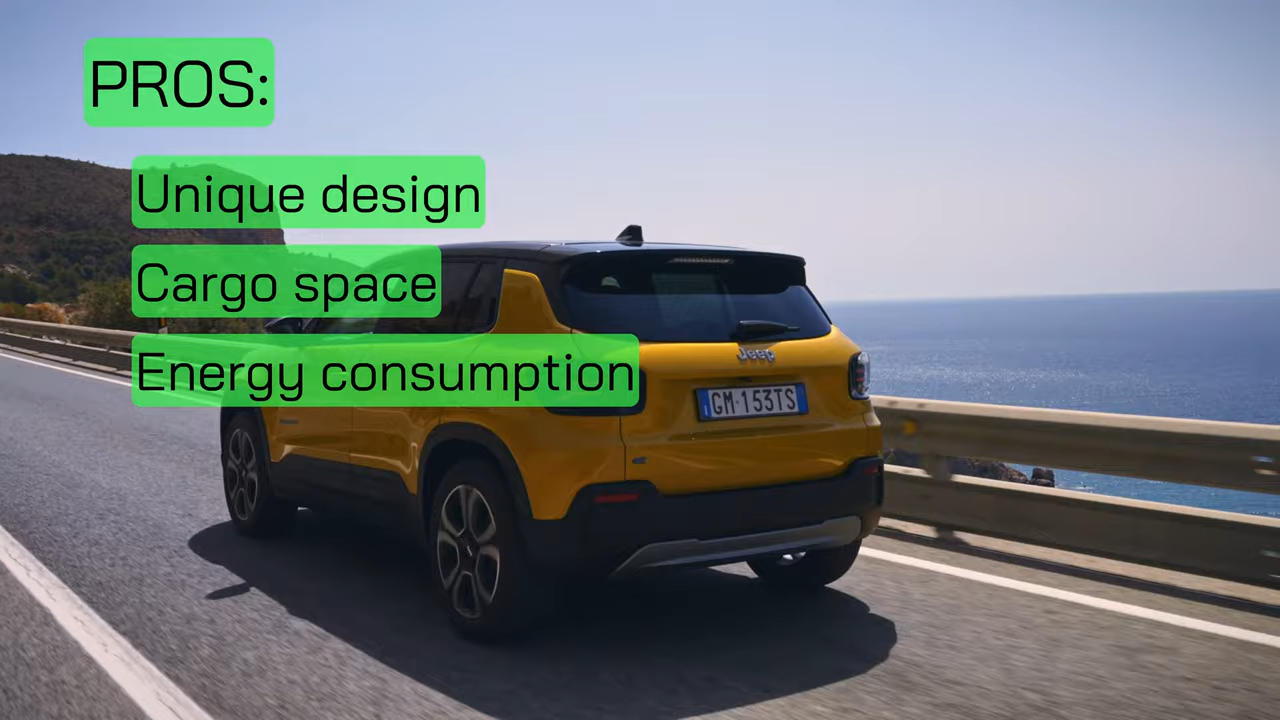 PROS:
Unique design
Cargo space
Energy consumption
Jeep
GM 153TS